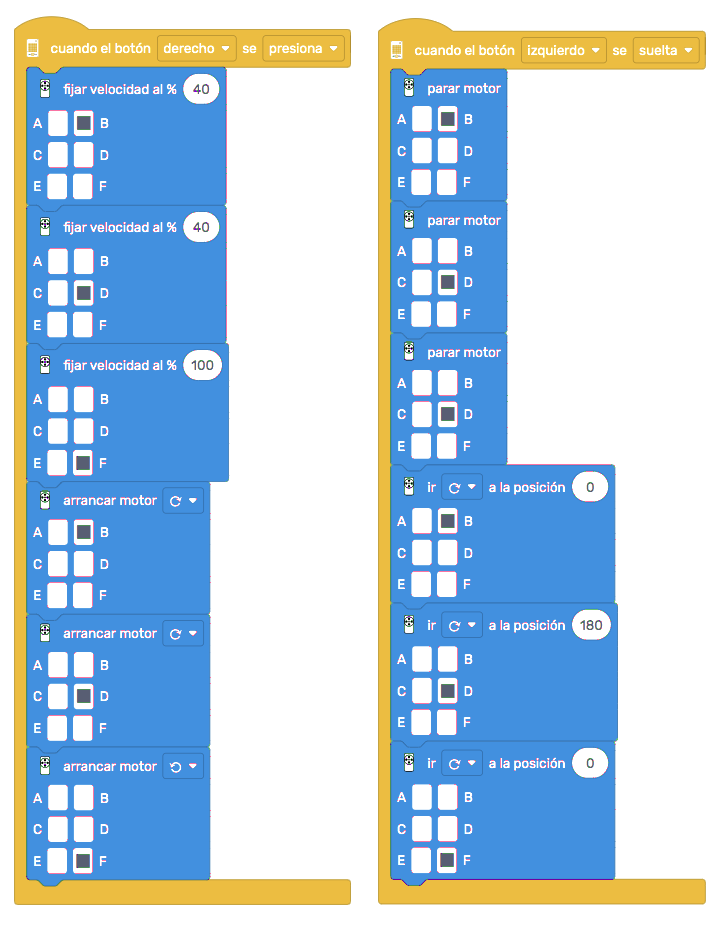 cuando el botón derecho se presiona
fijar velocidad al % 40
A B
C D
E F
fijar velocidad al % 40
A B
C D
E F
fijar velocidad al % 100
A B
C D
E F
arrancar motor
A B
C D
E F
arrancar motor
A B
C D
E F
arrancar motor
A B
C D
E F
cuando el botón izquierdo se suelta
parar motor
A B
C D
E F
parar motor
A B
C D
E F
parar motor
A B
C D
E F
ir a la posición 0
A B
C D
E F
ir a la posición 180
A B
C D
E F
ir a la posición 0
A B
C D
E F